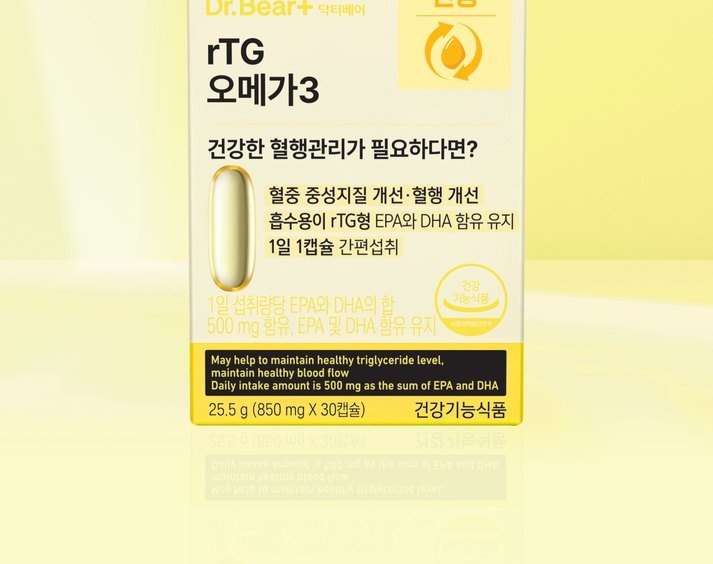 Dr.Bear+ 닥터베어
rTG
오메가3
건강한 혈행관리가 필요하다면?
혈중 중성지질 개선·혈행 개선
흡수용이 rTG형 EPA와 DHA 함유 유지
1일 1캡슐 간편섭취
건강
기능식품
1일 섭취량당 EPA와 DHA의 합
500 mg 함유, EPA 및 DHA 함유 유지
May help to maintain healthy triglyceride level,
maintain healthy blood flow
Daily intake amount is 500 mg as the sum of EPA and DHA
25.5 g (850 mg X 30캡슐)
건강기능식품